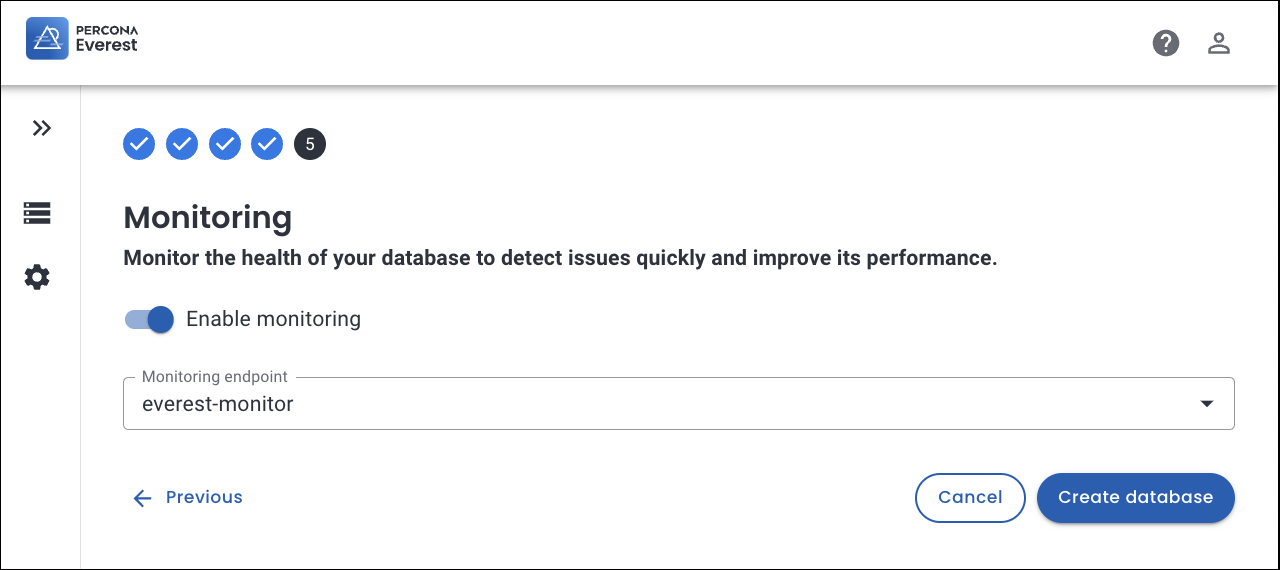 PERCONA
Everest
5
Monitoring
Monitor the health of your database to detect issues quickly and improve its performance.
Enable monitoring
Monitoring endpoint
everest-monitor
Previous
Cancel
Create database